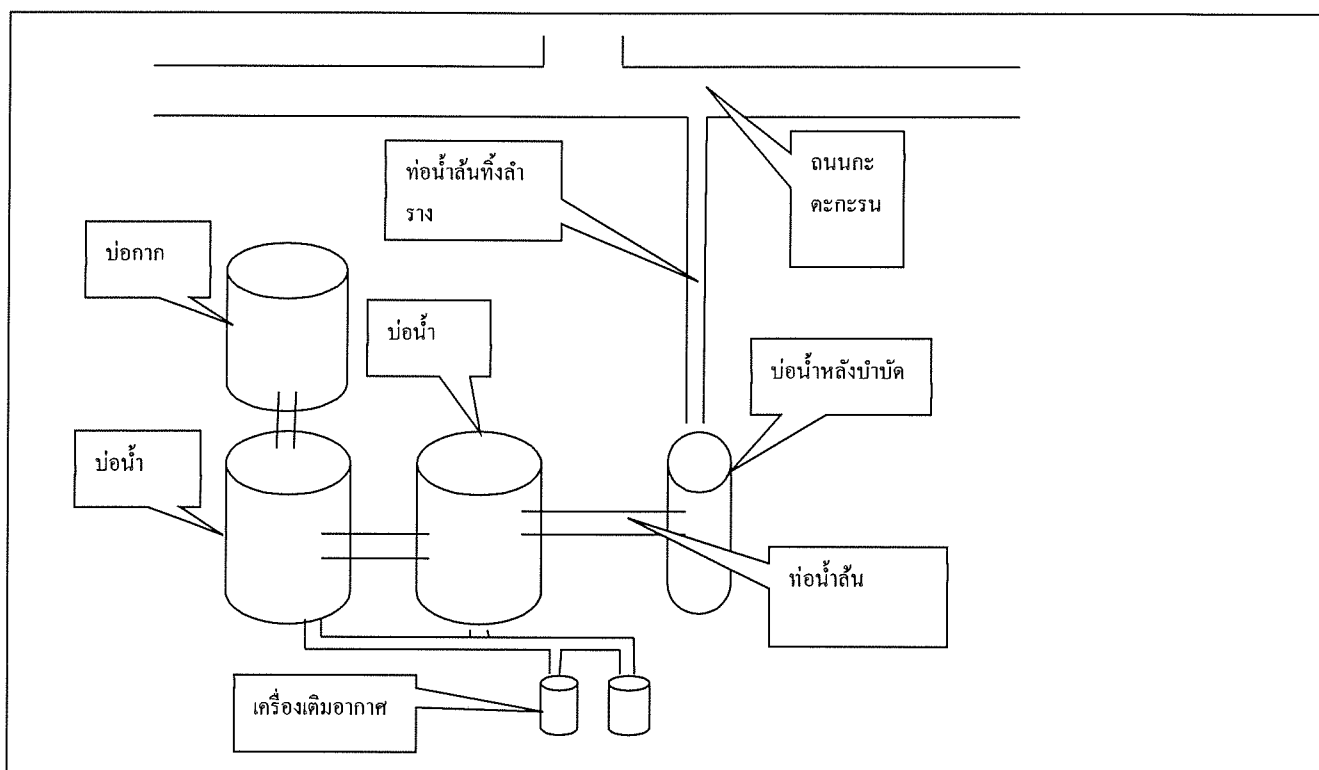 ท่อน้ำล้นทิ้งลำ
ราง
ถนนกะ
ตะกะรน
บ่อกาก
บ่อน้ำ
บ่อน้ำหลังบำบัด
บ่อน้ำ
ท่อน้ำล้น
เครื่องเติมอากาศ